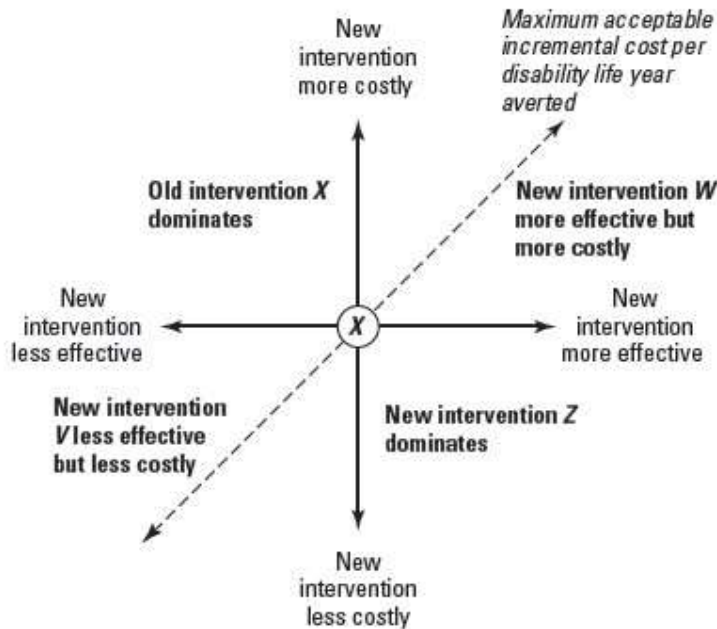 New
intervention
more costly
Maximum acceptable
incremental cost per
disability life year
averted
Old intervention X
dominates
New intervention W
more effective but
more costly
New
intervention
less effective
X
New
intervention
more effective
New intervention
V less effective
but less costly
New intervention Z
dominates
New
intervention
less costly